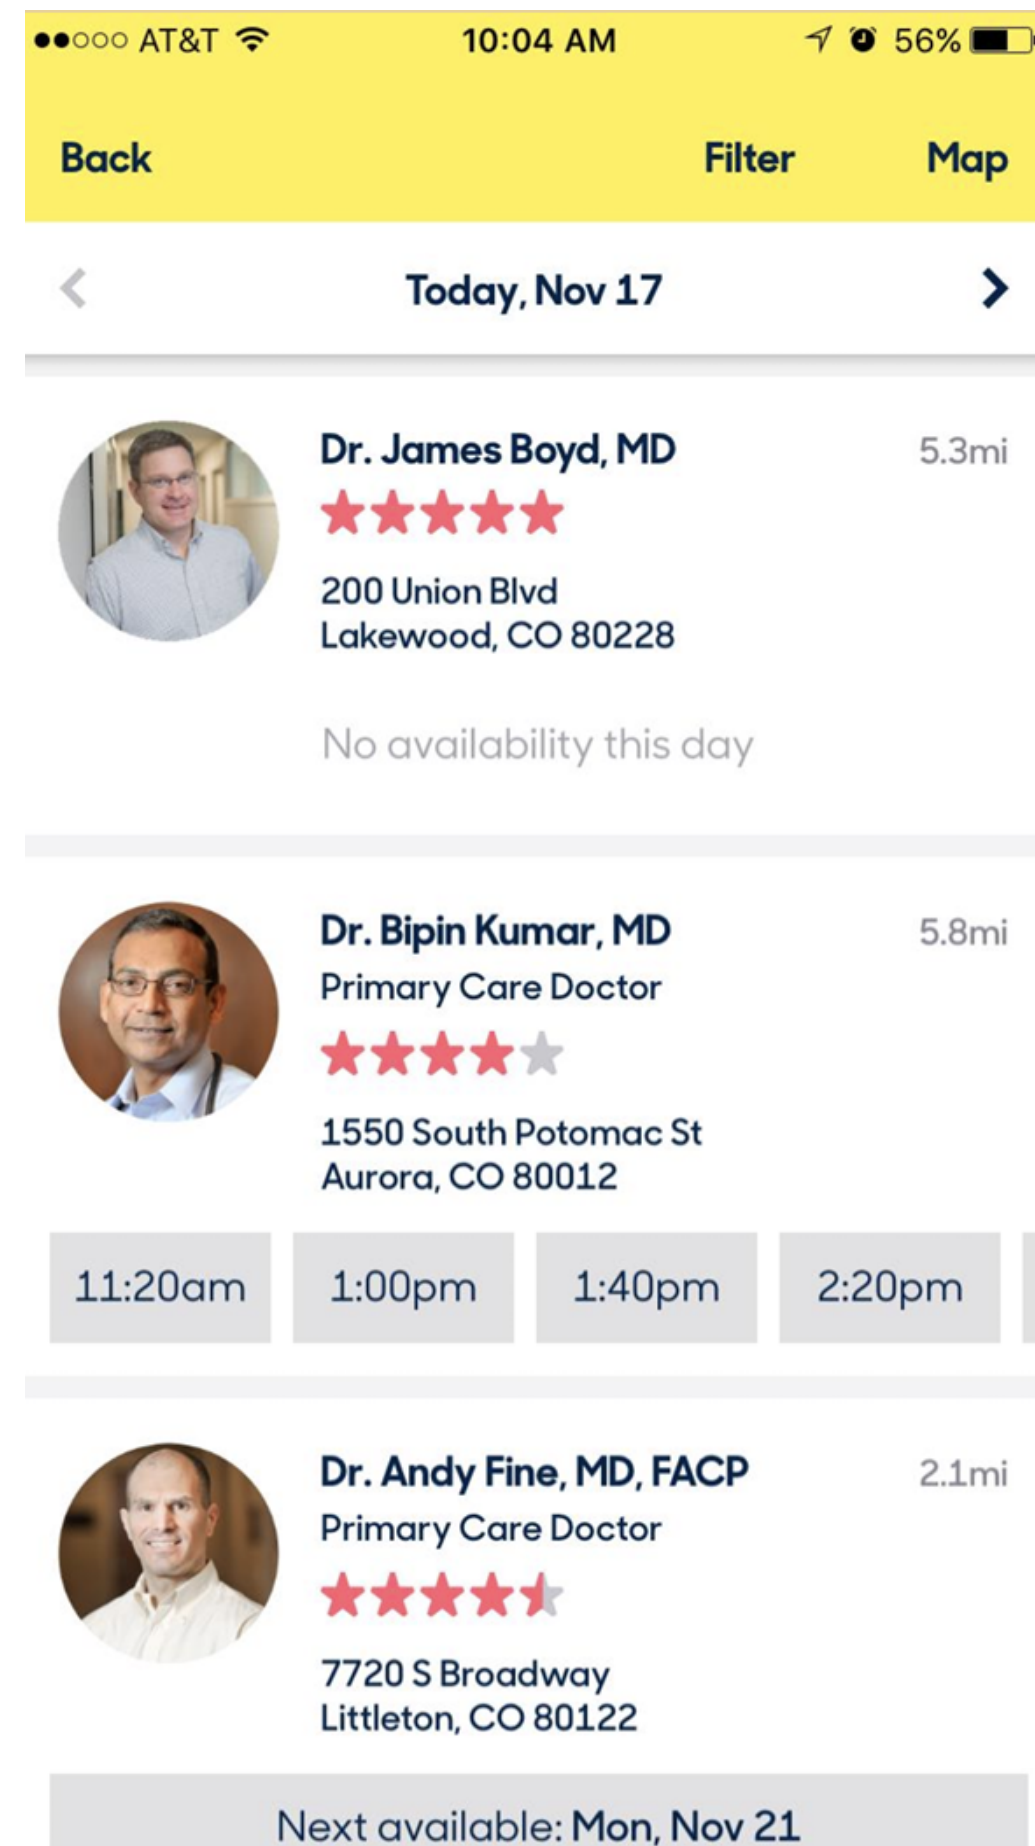 AT&T 10:04 AM 56%
Back Filter Map
Today, Nov 17
Dr. James Boyd, MD 5.3mi
200 Union Blvd
Lakewood, CO 80228
No availability this day
Dr. Bipin Kumar, MD 5.8mi
Primary Care Doctor
1550 South Potomac St
Aurora, CO 80012
11:20am 1:00pm 1:40pm 2:20pm
Dr. Andy Fine, MD, FACP 2.1mi
Primary Care Doctor
7720 S Broadway
Littleton, CO 80122
Next available: Mon, Nov 21